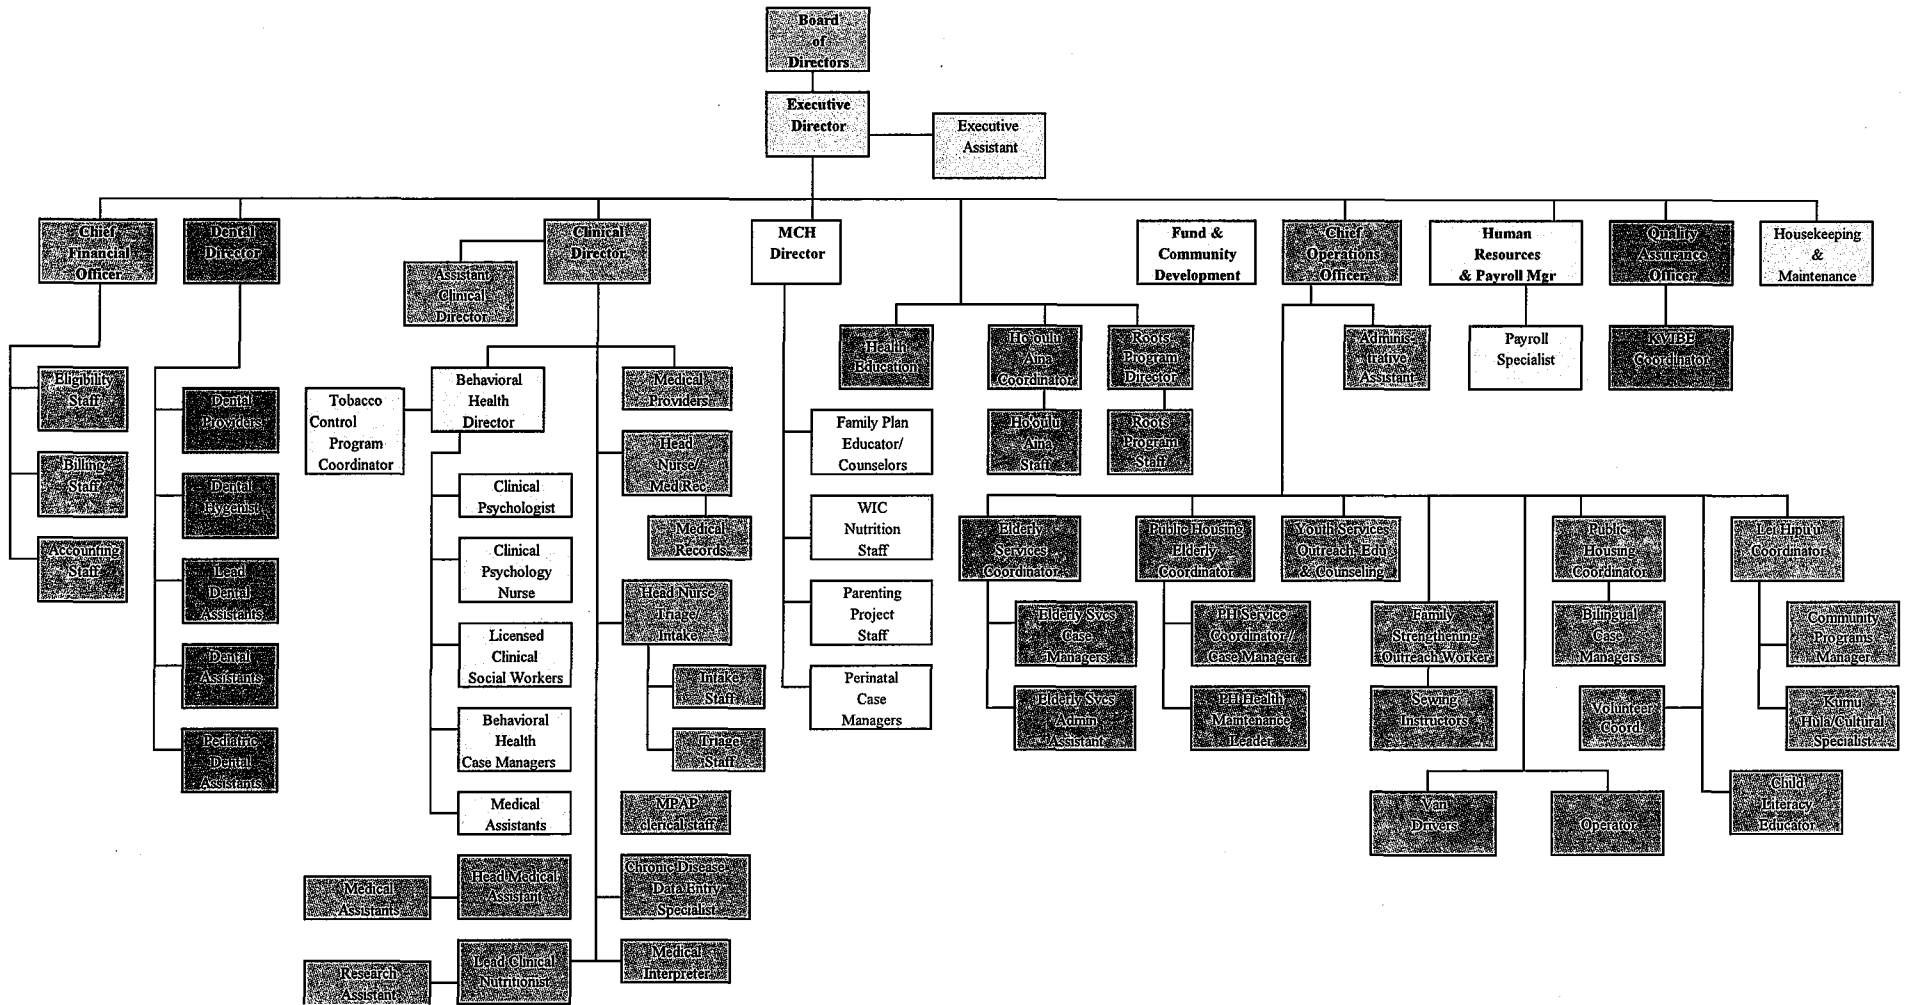 Board
of
Directors
Executive
Director
Executive
Assistant
Chief
Financial
Officer
Dental
Director
Clinical
Director
MCH
Director
Fund &
Community
Development
Chief
Operations
Officer
Human
Resources
& Payroll Mgr
Quality
Assurance
Officer
Housekeeping
&
Maintenance
Assistant
Clinical
Director
Health
Education
Ho'oulu
Aina
Coordinator
Roots
Program
Director
Adminis-
trative
Assistant
Payroll
Specialist
KVIBE
Coordinator
Eligibility
Staff
Billing
Staff
Accounting
Staff
Dental
Providers
Dental
Hygenist
Lead
Dental
Assistants
Dental
Assistants
Pediatric
Dental
Assistants
Tobacco
Control
Program
Coordinator
Behavioral
Health
Director
Clinical
Psychologist
Clinical
Psychology
Nurse
Licensed
Clinical
Social Workers
Behavioral
Health
Case Managers
Medical
Assistants
Medical
Assistants
Head Medical
Assistant
Research
Assistant
Lead Clinical
Nutritionist
Medical
Providers
Head
Nurse/
Med Rec
Medical
Records
Head Nurse
Triage/
Intake
Intake
Staff
Triage
Staff
MPAP
clerical staff
Chronic Disease
Data Entry
Specialist
Medical
Interpreter
Family Plan
Educator/
Counselors
WIC
Nutrition
Staff
Parenting
Project
Staff
Perinatal
Case
Managers
Ho'oulu
Aina
Staff
Roots
Program
Staff
Elderly
Services
Coordinator
Elderly Svcs
Case
Managers
Elderly Svcs
Admin
Assistant
Public Housing
Elderly
Coordinator
PH Service
Coordinator /
Case Manager
PH Health
Maintenance
Leader
Youth Services
Outreach, Edu
& Counseling
Family
Strengthening
Outreach Worker
Sewing
Instructors
Van
Drivers
Operator
Public
Housing
Coordinator
Bilingual
Case
Managers
Volunteer
Coord.
Lei Hipu'u
Coordinator
Community
Programs
Manager
Kumu
Hula/Cultural
Specialist
Child
Literacy
Educator